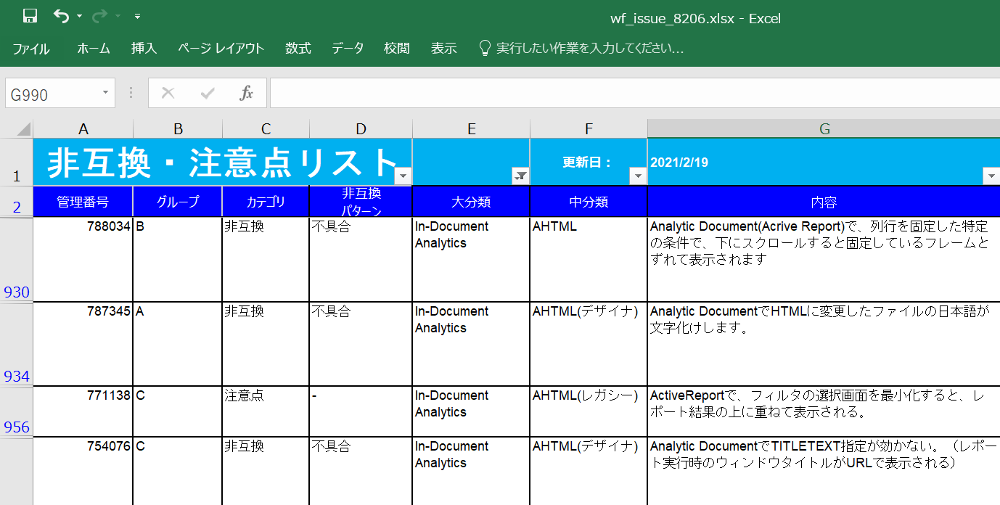 wf_issue_8206.xlsx - Excel
ファイル ホーム 挿入 ページ レイアウト 数式 データ 校閲 表示 実行したい作業を入力してください...
G990 fx
A B C D E F G
1 非互換・注意点リスト 更新日： 2021/2/19
2 管理番号 グループ カテゴリ 非互換 大分類 中分類 内容
パターン
788034 B 非互換 不具合 In-Document AHTML Analytic Document(Acrive Report)で、列行を固定した特定
Analytics の条件で、下にスクロールすると固定しているフレームと
ずれて表示されます
930
787345 A 非互換 不具合 In-Document AHTML(デザイナ) Analytic DocumentでHTMLに変更したファイルの日本語が
Analytics 文字化けします。
934
771138 C 注意点 - In-Document AHTML(レガシー) ActiveReportで、フィルタの選択画面を最小化すると、レ
Analytics ポート結果の上に重ねて表示される。
956
754076 C 非互換 不具合 In-Document AHTML(デザイナ) Analytic DocumentでTITLETEXT指定が効かない。（レポー
Analytics ト実行時のウィンドウタイトルがURLで表示される）